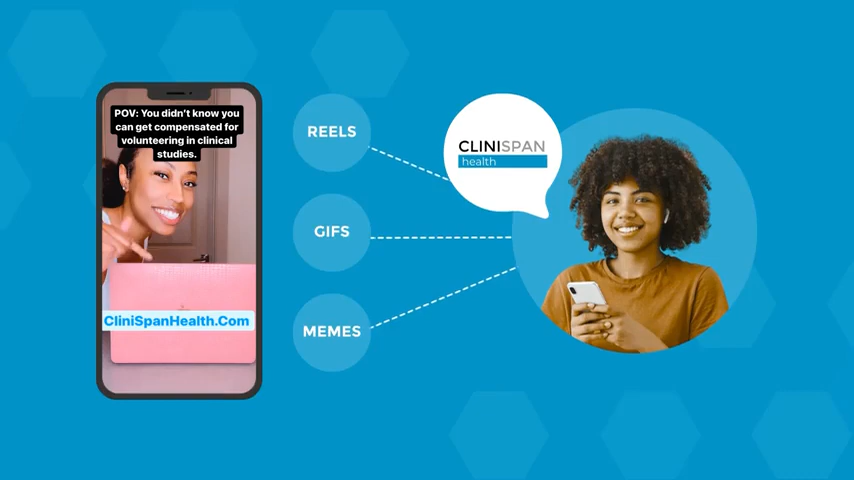 POV: You didn't know you
can get compensated for
volunteering in clinical
studies.
CliniSpanHealth.Com
REELS
GIFS
MEMES
CLINISPAN
health